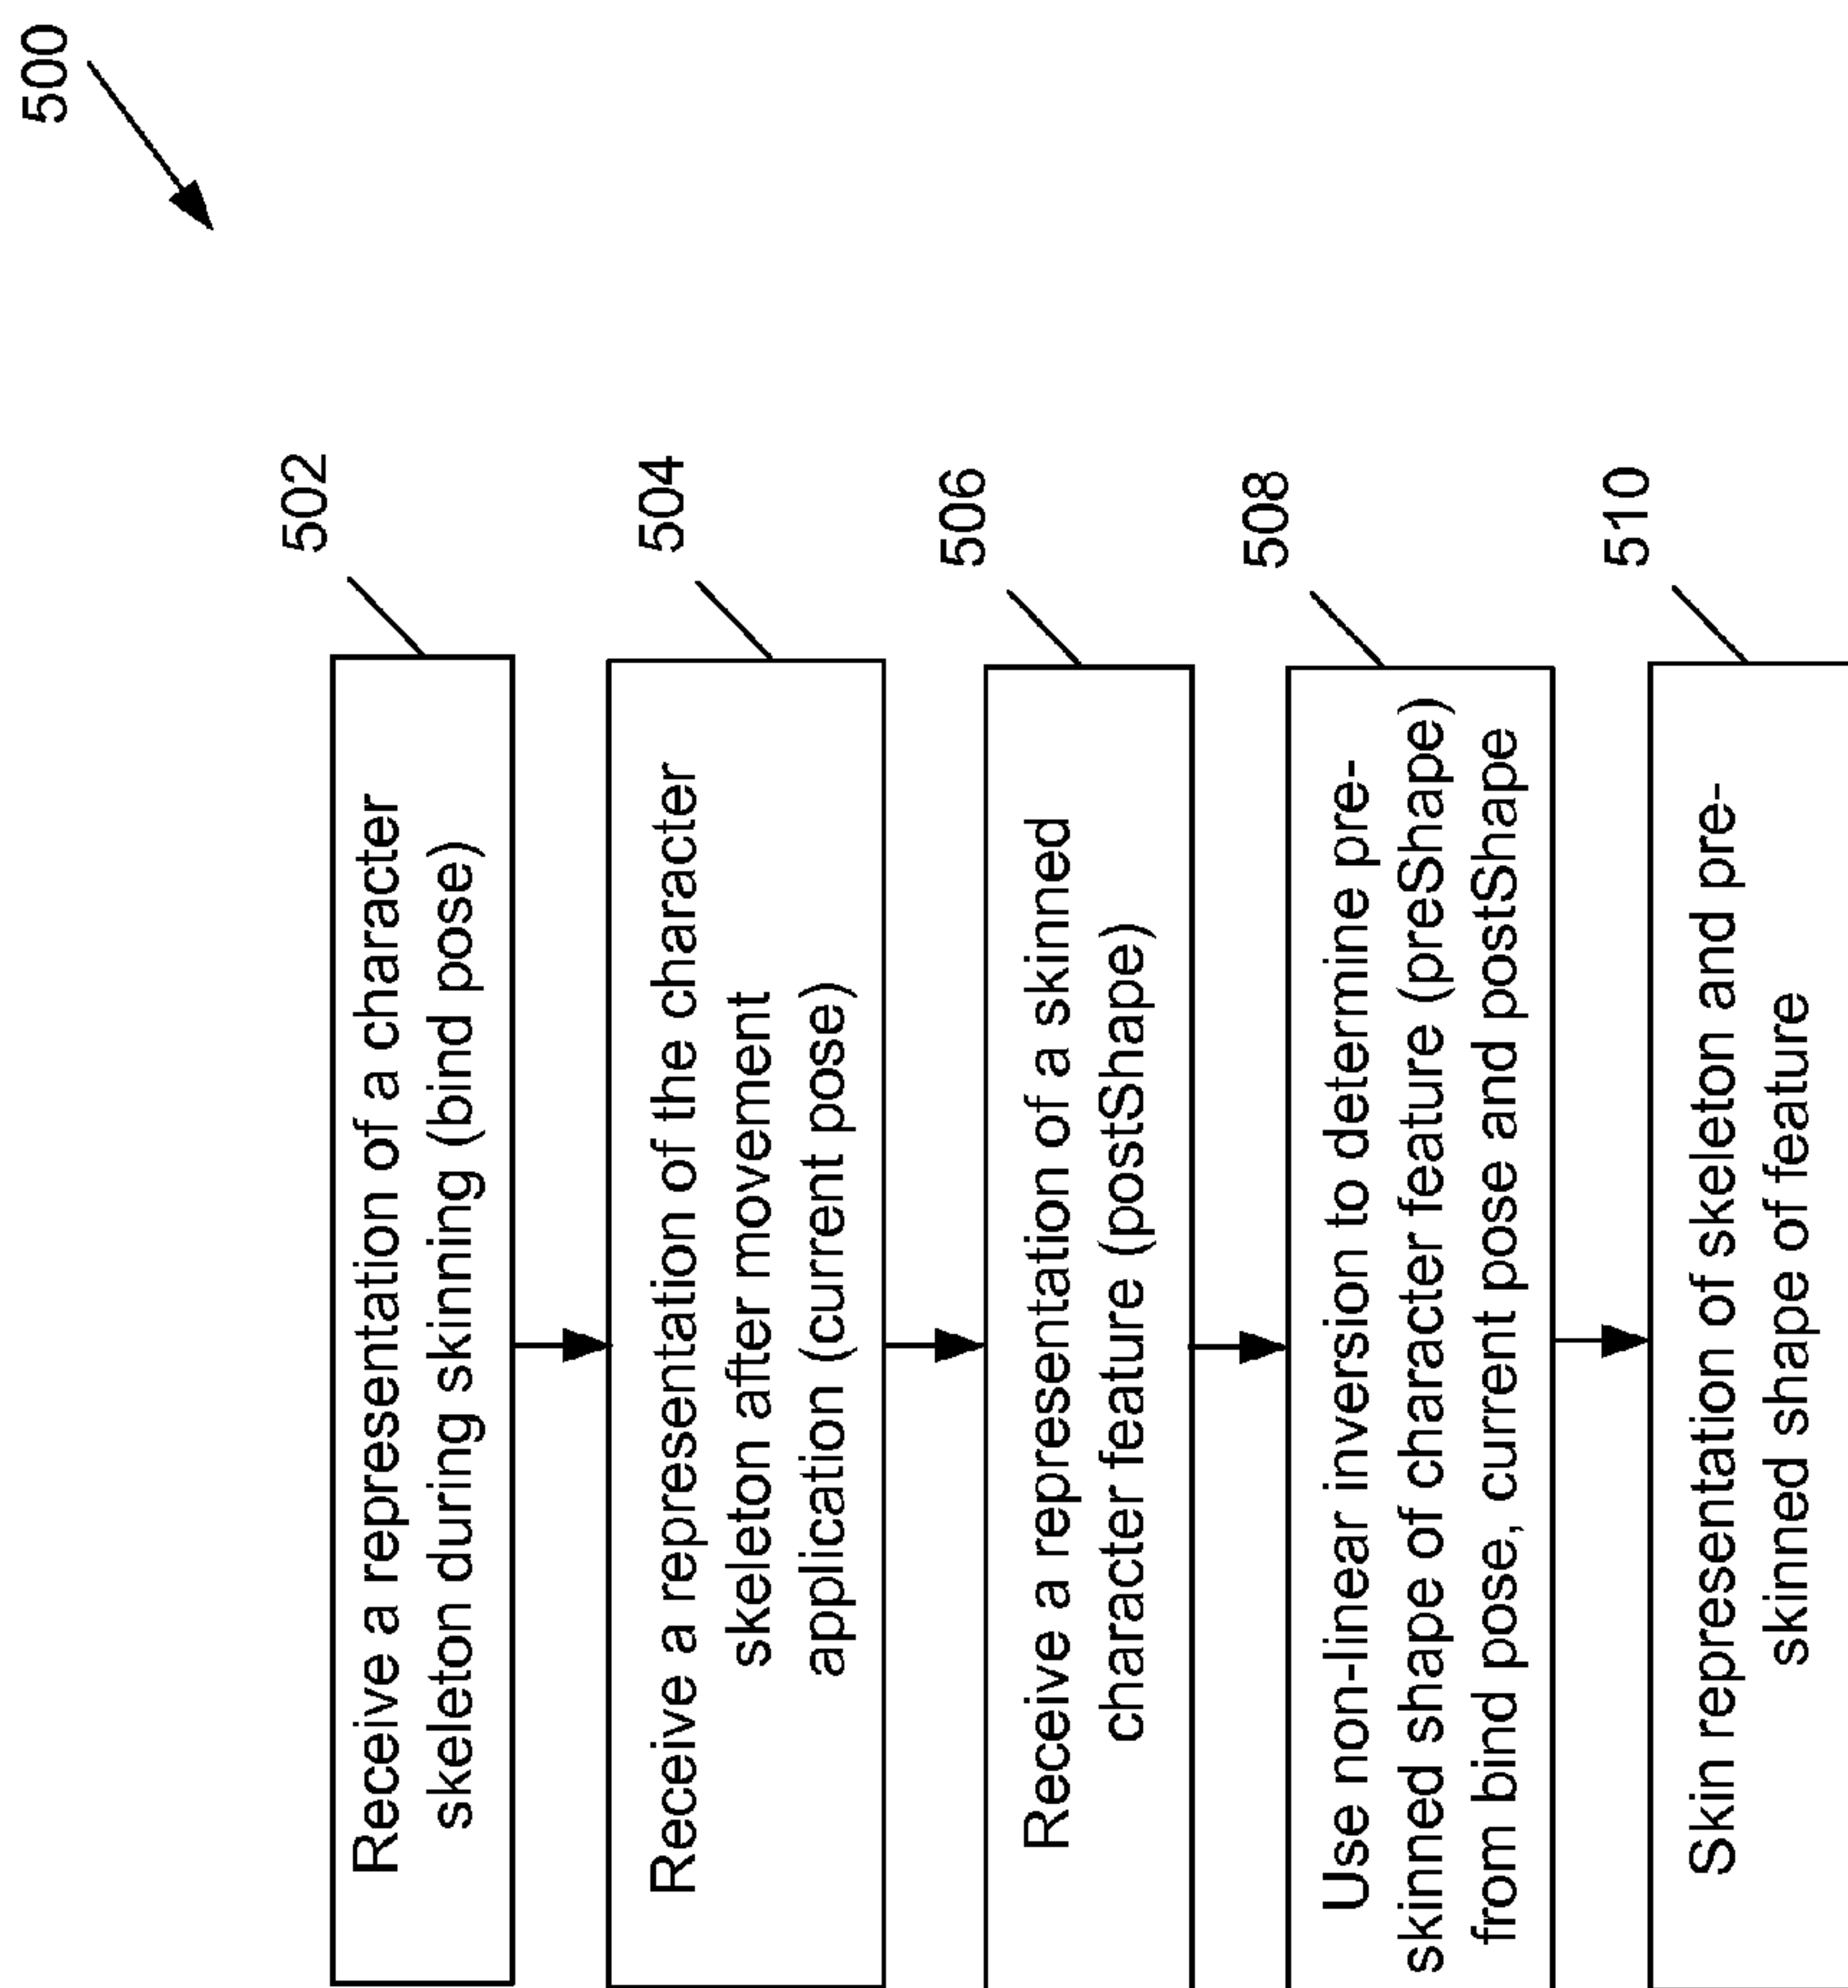 500
502
Receive a representation of a character
skeleton during skinning (bind pose)
504
Receive a representation of the character
skeleton after movement
application (current pose)
506
Receive a representation of a skinned
character feature (postShape)
508
Use non-linear inversion to determine pre-
skinned shape of character feature (preShape)
from bind pose, current pose and postShape
510
Skin representation of skeleton and pre-
skinned shape of feature